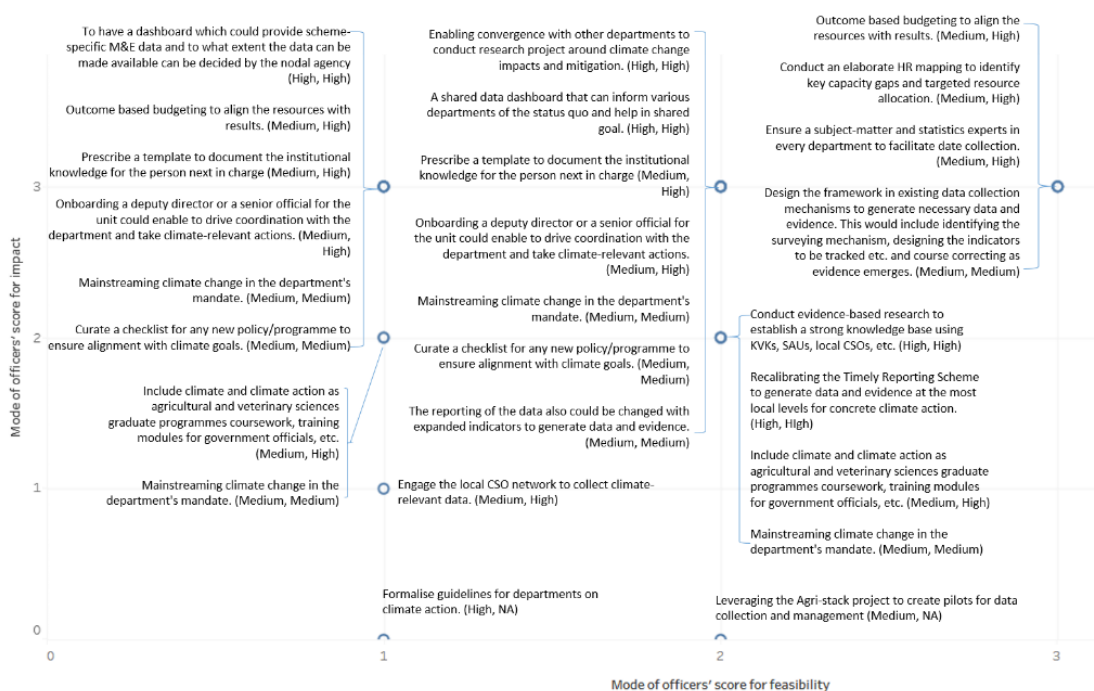 To have a dashboard which could provide scheme-
specific M&E data and to what extent the data can be
made available can be decided by the nodal agency
(High, High)
Outcome based budgeting to align the resources with
results. (Medium, High)
Prescribe a template to document the institutional
knowledge for the person next in charge (Medium, High)
Onboarding a deputy director or a senior official for
the unit could enable to drive coordination with the
department and take climate-relevant actions. (Medium,
High)
Mainstreaming climate change in the department's
mandate. (Medium, Medium)
Curate a checklist for any new policy/programme to
ensure alignment with climate goals. (Medium, Medium)
Include climate and climate action as
agricultural and veterinary sciences
graduate programmes coursework, training
modules for government officials, etc.
(Medium, High)
Mainstreaming climate change in the
department's mandate. (Medium, Medium)
Enabling convergence with other departments to
conduct research project around climate change
impacts and mitigation. (High, High)
A shared data dashboard that can inform various
departments of the status quo and help in shared
goal. (High, High)
Prescribe a template to document the institutional
knowledge for the person next in charge (Medium,
High)
Onboarding a deputy director or a senior official for
the unit could enable to drive coordination with the
department and take climate-relevant actions.
(Medium, High)
Mainstreaming climate change in the department's
mandate. (Medium, Medium)
Curate a checklist for any new policy/programme to
ensure alignment with climate goals. (Medium,
Medium)
The reporting of the data also could be changed with
expanded indicators to generate data and evidence.
(Medium, Medium)
Engage the local CSO network to collect climate-
relevant data. (Medium, High)
Formalise guidelines for departments on
climate action. (High, NA)
Outcome based budgeting to align the
resources with results. (Medium, High)
Conduct an elaborate HR mapping to identify
key capacity gaps and targeted resource
allocation. (Medium, High)
Ensure a subject-matter and statistics experts in
every department to facilitate date collection.
(Medium, High)
Design the framework in existing data collection
mechanisms to generate necessary data and
evidence. This would include identifying the
surveying mechanism, designing the indicators
to be tracked etc. and course correcting as
evidence emerges. (Medium, Medium)
Conduct evidence-based research to
establish a strong knowledge base using
KVKs, SAUs, local CSOs, etc. (High, High)
Recalibrating the Timely Reporting Scheme
to generate data and evidence at the most
local levels for concrete climate action.
(High, HIgh)
Include climate and climate action as
agricultural and veterinary sciences graduate
programmes coursework, training modules
for government officials, etc. (Medium, High)
Mainstreaming climate change in the
department's mandate. (Medium, Medium)
Leveraging the Agri-stack project to create pilots for data
collection and management (Medium, NA)
Mode of officers' score for impact
3
2
1
0
0
1
2
3
Mode of officers' score for feasibility